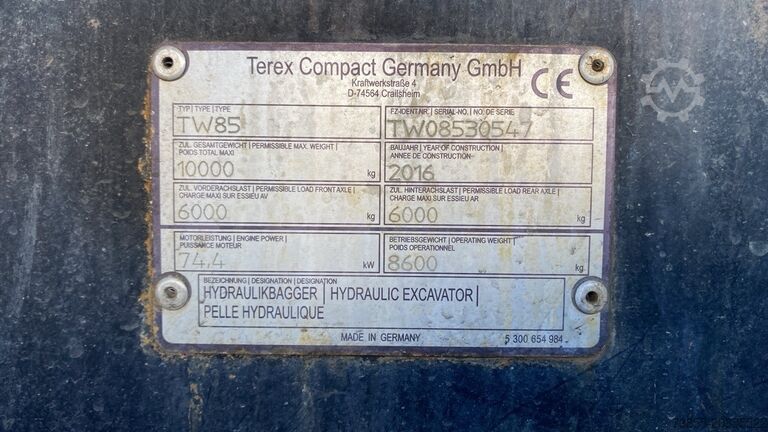 Terex Compact Germany GmbH
Kraftwerkstraße 4
D-74564 Crailsheim
CE
TYP | TYPE | TYPE
TW85
FZ-IDENT.NR. | SERIAL-NO. | NO. DE SERIE
TW08530547
ZUL. GESAMTGEWICHT | PERMISSIBLE MAX. WEIGHT |
POIDS TOTAL MAXI
10000 kg
BAUJAHR | YEAR OF CONSTRUCTION |
ANNEE DE CONSTRUCTION
2016
ZUL. VORDERACHSLAST | PERMISSIBLE LOAD FRONT AXLE |
CHARGE MAXI SUR ESSIEU AV
6000 kg
ZUL. HINTERACHSLAST | PERMISSIBLE LOAD REAR AXLE |
CHARGE MAXI SUR ESSIEU AR
6000 kg
MOTORLEISTUNG | ENGINE POWER |
PUISSANCE MOTEUR
74.4 kW
BETRIEBSGEWICHT | OPERATING WEIGHT |
POIDS OPERATIONNEL
8600 kg
BEZEICHNUNG | DESIGNATION | DESIGNATION
HYDRAULIKBAGGER | HYDRAULIC EXCAVATOR |
PELLE HYDRAULIQUE
MADE IN GERMANY
5 300 654 984